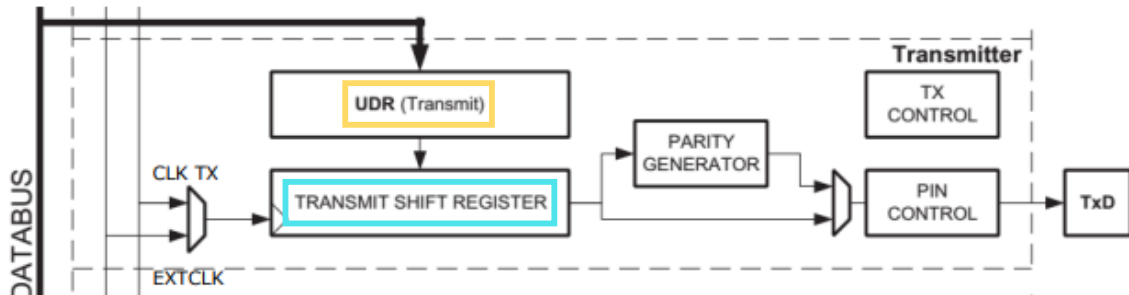 Transmitter
UDR (Transmit)
TX
CONTROL
PARITY
GENERATOR
CLK TX
TRANSMIT SHIFT REGISTER
PIN
CONTROL
TxD
EXTCLK
DATABUS